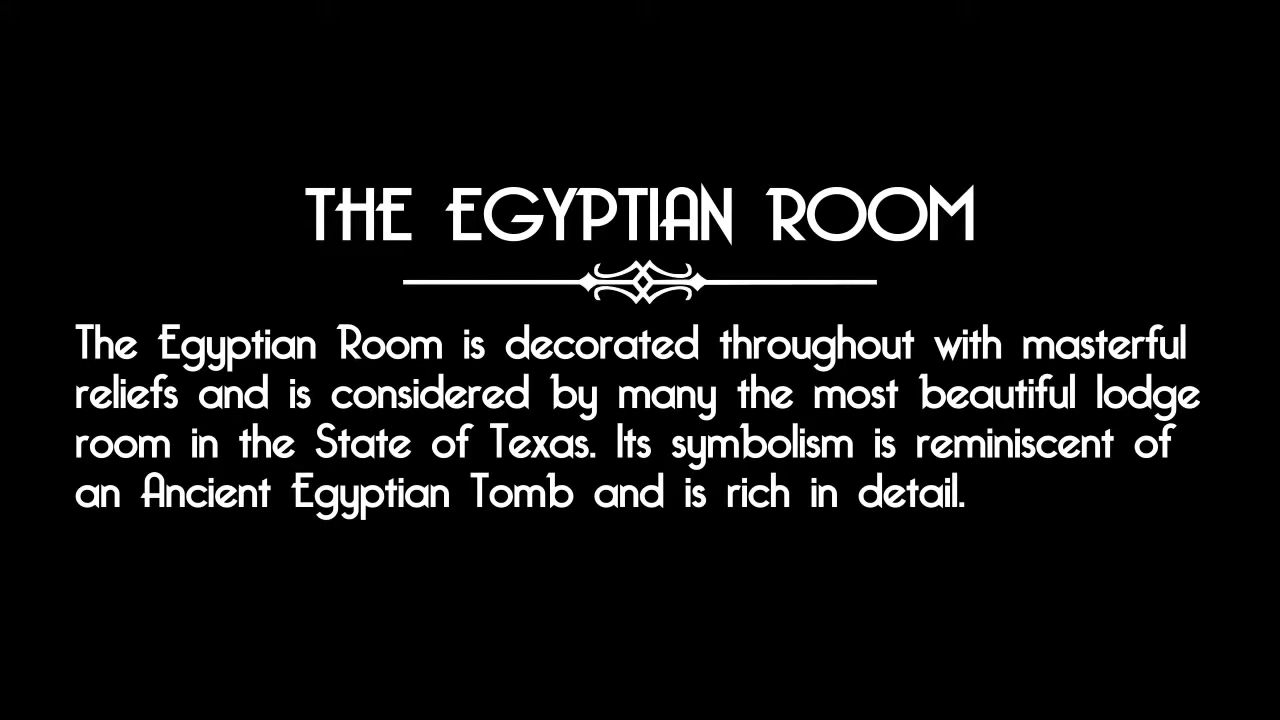 THE EGYPTIAN ROOM
The Egyptian Room is decorated throughout with masterful
reliefs and is considered by many the most beautiful lodge
room in the State of Texas. Its symbolism is reminiscent of
an Ancient Egyptian Tomb and is rich in detail.